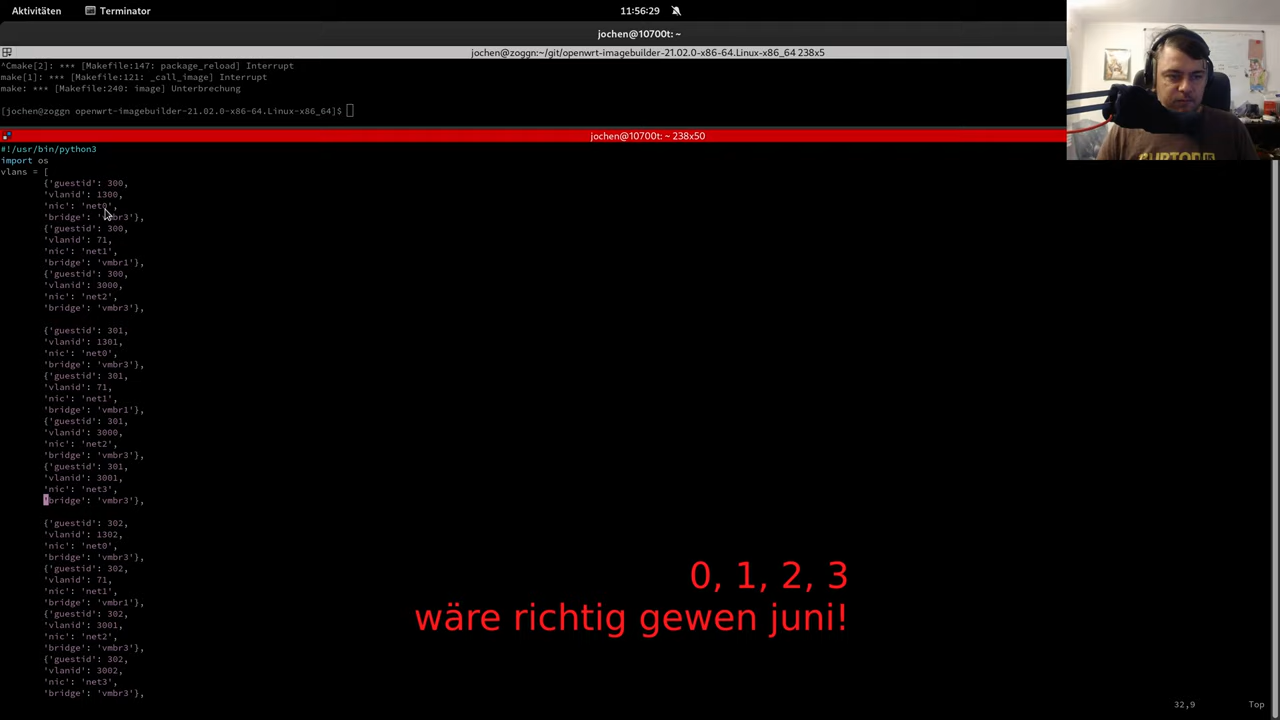 Aktivitäten
Terminator
11:56:29
jochen@10700t: ~
jochen@zoggn:~/git/openwrt-imagebuilder-21.02.0-x86-64.Linux-x86_64 238x5
^Cmake[2]: *** [Makefile:147: package_reload] Interrupt
make[1]: *** [Makefile:121: _call_image] Interrupt
make: *** [Makefile:240: image] Unterbrechung
[jochen@zoggn openwrt-imagebuilder-21.02.0-x86-64.Linux-x86_64]$
jochen@10700t: ~ 238x50
#!/usr/bin/python3
import os
vlans = [
{'guestid': 300,
'vlanid': 1300,
'nic': 'net0',
'bridge': 'vmbr3'},
{'guestid': 300,
'vlanid': 71,
'nic': 'net1',
'bridge': 'vmbr1'},
{'guestid': 300,
'vlanid': 3000,
'nic': 'net2',
'bridge': 'vmbr3'},
{'guestid': 301,
'vlanid': 1301,
'nic': 'net0',
'bridge': 'vmbr3'},
{'guestid': 301,
'vlanid': 71,
'nic': 'net1',
'bridge': 'vmbr1'},
{'guestid': 301,
'vlanid': 3000,
'nic': 'net2',
'bridge': 'vmbr3'},
{'guestid': 301,
'vlanid': 3001,
'nic': 'net3',
'bridge': 'vmbr3'},
{'guestid': 302,
'vlanid': 1302,
'nic': 'net0',
'bridge': 'vmbr3'},
{'guestid': 302,
'vlanid': 71,
'nic': 'net1',
'bridge': 'vmbr1'},
{'guestid': 302,
'vlanid': 3001,
'nic': 'net2',
'bridge': 'vmbr3'},
{'guestid': 302,
'vlanid': 3002,
'nic': 'net3',
'bridge': 'vmbr3'},
0, 1, 2, 3
wäre richtig gewen juni!
32,9
Top